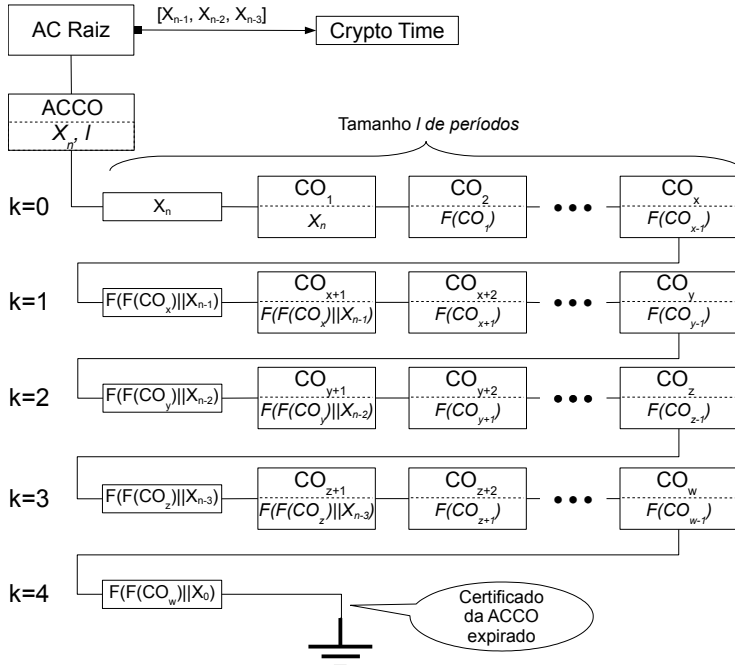 AC Raiz
[Xn-1, Xn-2, Xn-3]
Crypto Time
ACCO
Xn, l
Tamanho l de períodos
k=0
Xn
CO1
Xn
CO2
F(CO1)
•••
COx
F(COx-1)
k=1
F(F(COx)||Xn-1)
COx+1
F(F(COx)||Xn-1)
COx+2
F(COx+1)
•••
COy
F(COy-1)
k=2
F(F(COy)||Xn-2)
COy+1
F(F(COy)||Xn-2)
COy+2
F(COy+1)
•••
COz
F(COz-1)
k=3
F(F(COz)||Xn-3)
COz+1
F(F(COz)||Xn-3)
COz+2
F(COz+1)
•••
COw
F(COw-1)
k=4
F(F(COw)||X0)
Certificado
da ACCO
expirado